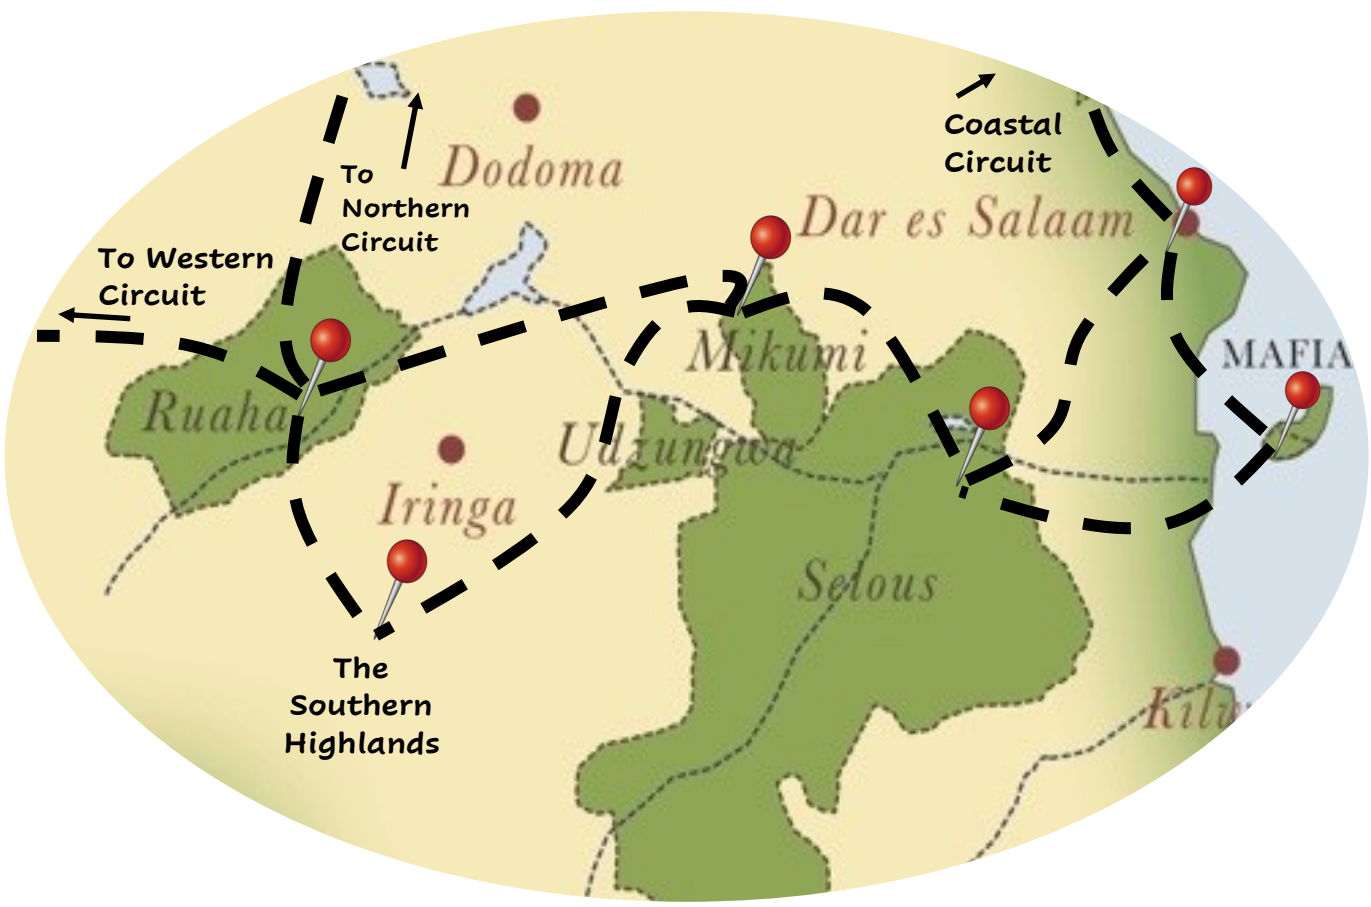 Coastal
Circuit
Dodoma
To
Northern
Circuit
Dar es Salaam
To Western
Circuit
Mikumi
MAFIA
Ruaha
Udzungwa
Iringa
Selous
The
Southern
Highlands